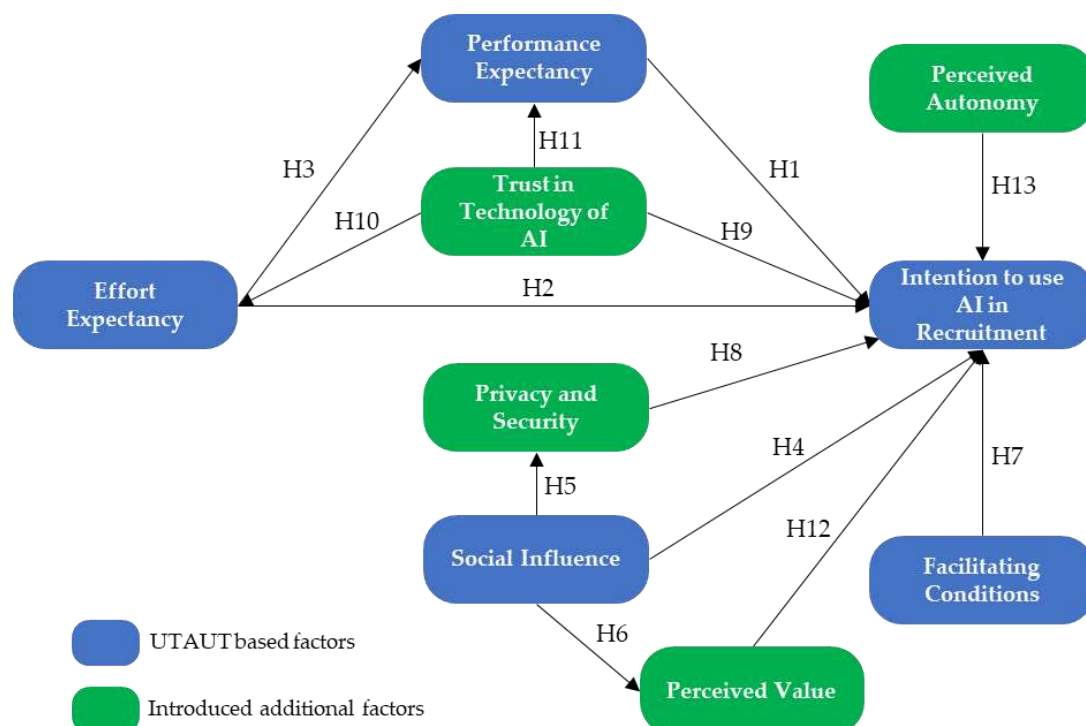 Performance
Expectancy
Perceived
Autonomy
H11
H3
H1
Trust in
Technology of
AI
H13
H10
H9
Effort
Expectancy
H2
Intention to use
AI in
Recruitment
H8
Privacy and
Security
H4
H7
H5
H12
Social Influence
Facilitating
Conditions
H6
UTAUT based factors
Perceived Value
Introduced additional factors